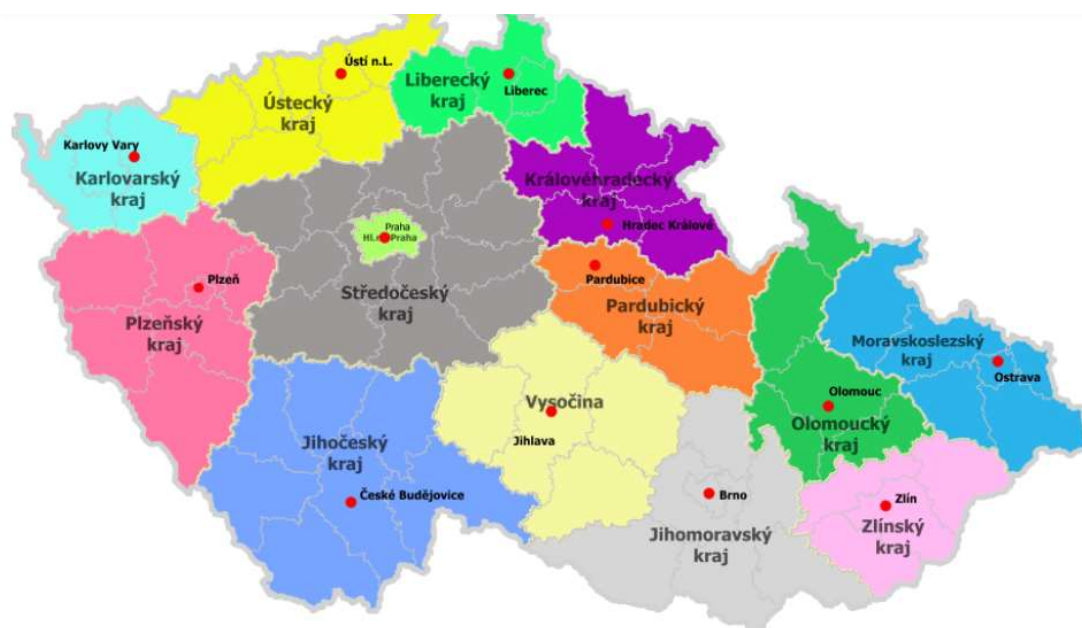 Ústí n.L.
Ústecký
kraj
Liberecký
kraj
Liberec
Karlovy Vary
Karlovarský
kraj
Královéhradecký
kraj
Hradec Králové
Praha
Hl. Praha
Plzeň
Plzeňský
kraj
Středočeský
kraj
Pardubice
Pardubický
kraj
Moravskoslezský
kraj
Ostrava
Olomouc
Olomoucký
kraj
Vysočina
Jihlava
Jihočeský
kraj
České Budějovice
Brno
Jihomoravský
kraj
Zlín
Zlínský
kraj